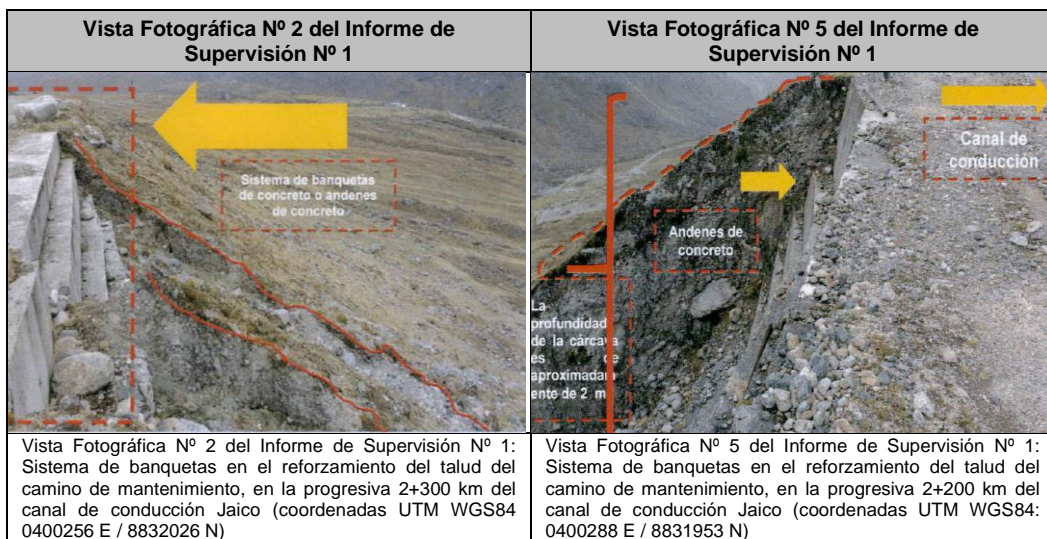 Vista Fotográfica Nº 2 del Informe de
Supervisión Nº 1
Vista Fotográfica Nº 5 del Informe de
Supervisión Nº 1
Sistema de banquetas
de concreto o andenes
de concreto
Canal de
conducción
Andenes de
concreto
La
profundidad
de la cárcava
es de
aproximadam
ente de 2 m
Vista Fotográfica Nº 2 del Informe de Supervisión Nº 1:
Sistema de banquetas en el reforzamiento del talud del
camino de mantenimiento, en la progresiva 2+300 km del
canal de conducción Jaico (coordenadas UTM WGS84
0400256 E / 8832026 N)
Vista Fotográfica Nº 5 del Informe de Supervisión Nº 1:
Sistema de banquetas en el reforzamiento del talud del
camino de mantenimiento, en la progresiva 2+200 km del
canal de conducción Jaico (coordenadas UTM WGS84:
0400288 E / 8831953 N)